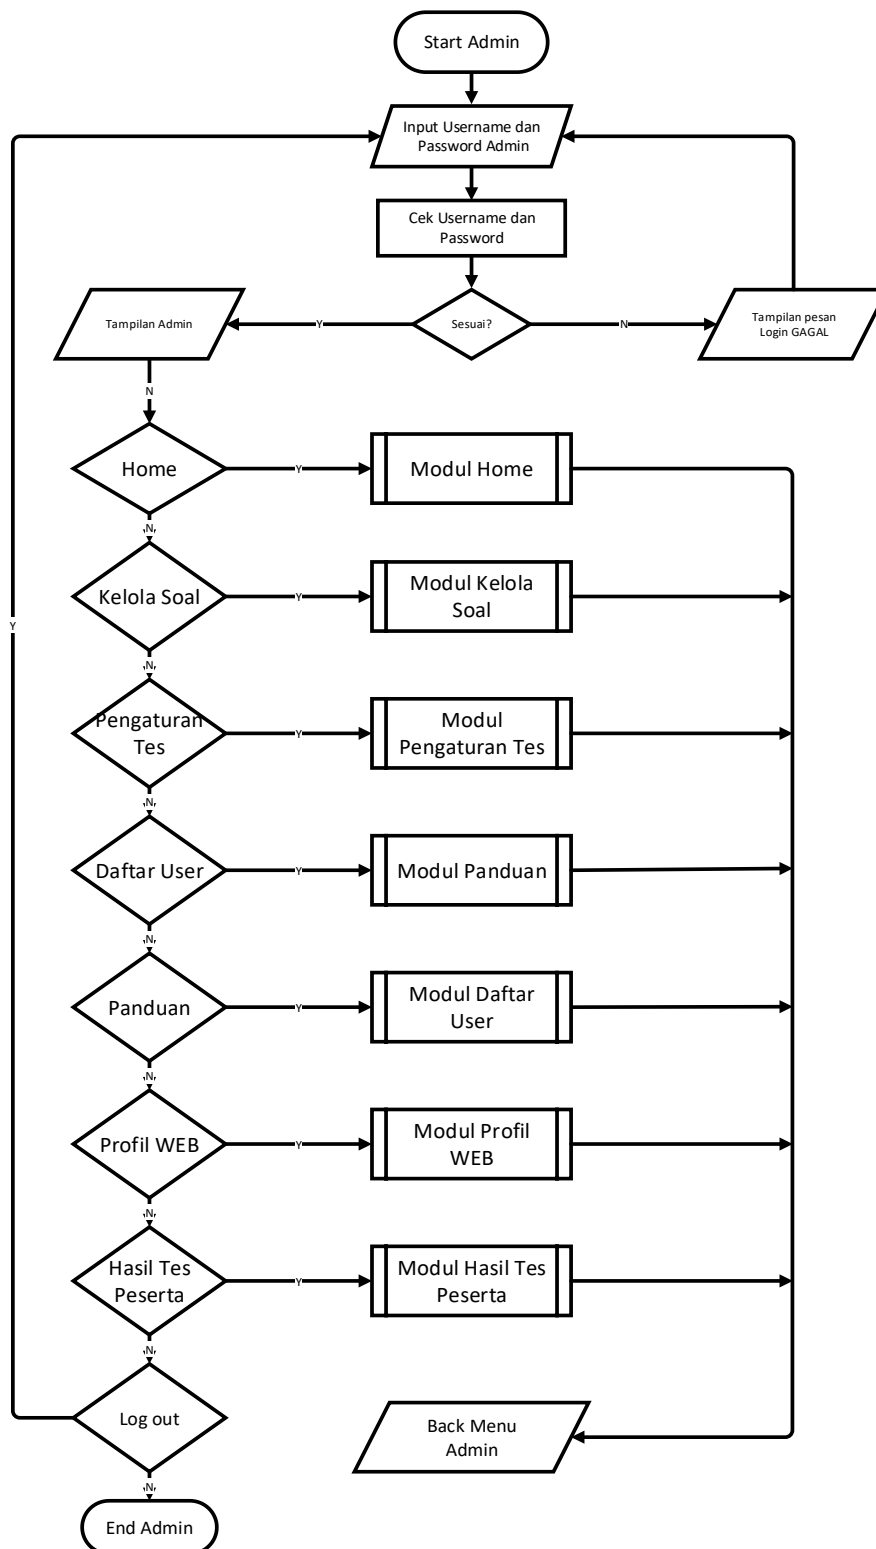 Start Admin
Input Username dan
Password Admin
Cek Username dan
Password
Tampilan Admin
Y
Sesuai?
N
Tampilan pesan
Login GAGAL
N
Home
Y
Modul Home
N
Kelola Soal
Y
Modul Kelola
Soal
Y
N
Pengaturan
Tes
Y
Modul
Pengaturan Tes
N
Daftar User
Y
Modul Panduan
N
Panduan
Y
Modul Daftar
User
N
Profil WEB
Y
Modul Profil
WEB
N
Hasil Tes
Peserta
Y
Modul Hasil Tes
Peserta
N
Log out
Back Menu
Admin
N
End Admin